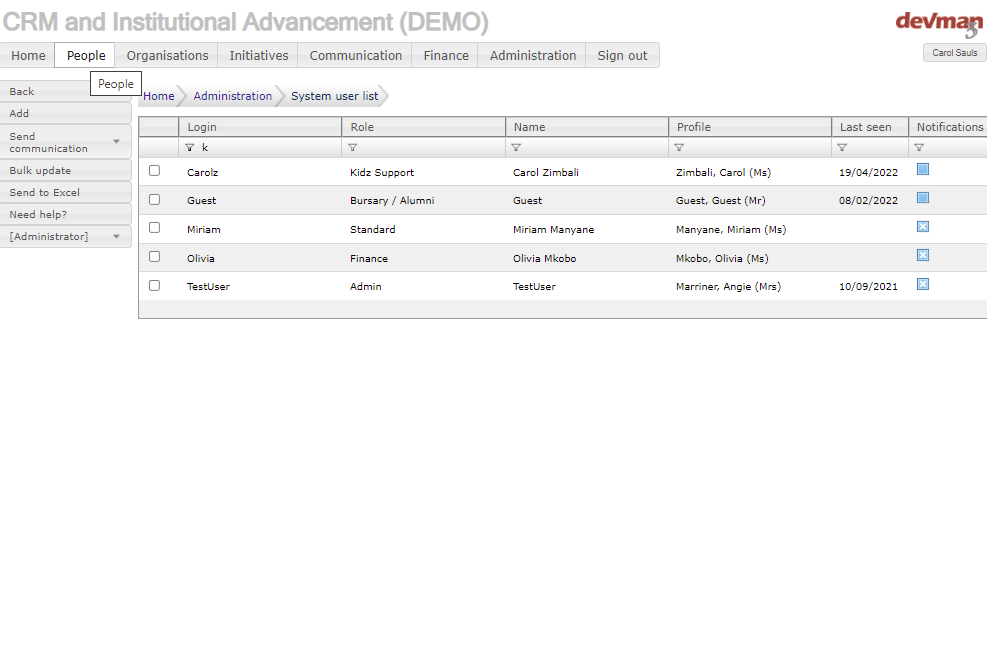 CRM and Institutional Advancement (DEMO)
devman
3
Home People Organisations Initiatives Communication Finance Administration Sign out
Carol Sauls
People
Back
Add
Send
communication
Bulk update
Send to Excel
Need help?
[Administrator]
Home Administration System user list
Login Role Name Profile Last seen Notifications
k
Carolz Kidz Support Carol Zimbali Zimbali, Carol (Ms) 19/04/2022
Guest Bursary / Alumni Guest Guest, Guest (Mr) 08/02/2022
Miriam Standard Miriam Manyane Manyane, Miriam (Ms)
Olivia Finance Olivia Mkobo Mkobo, Olivia (Ms)
TestUser Admin TestUser Marriner, Angie (Mrs) 10/09/2021